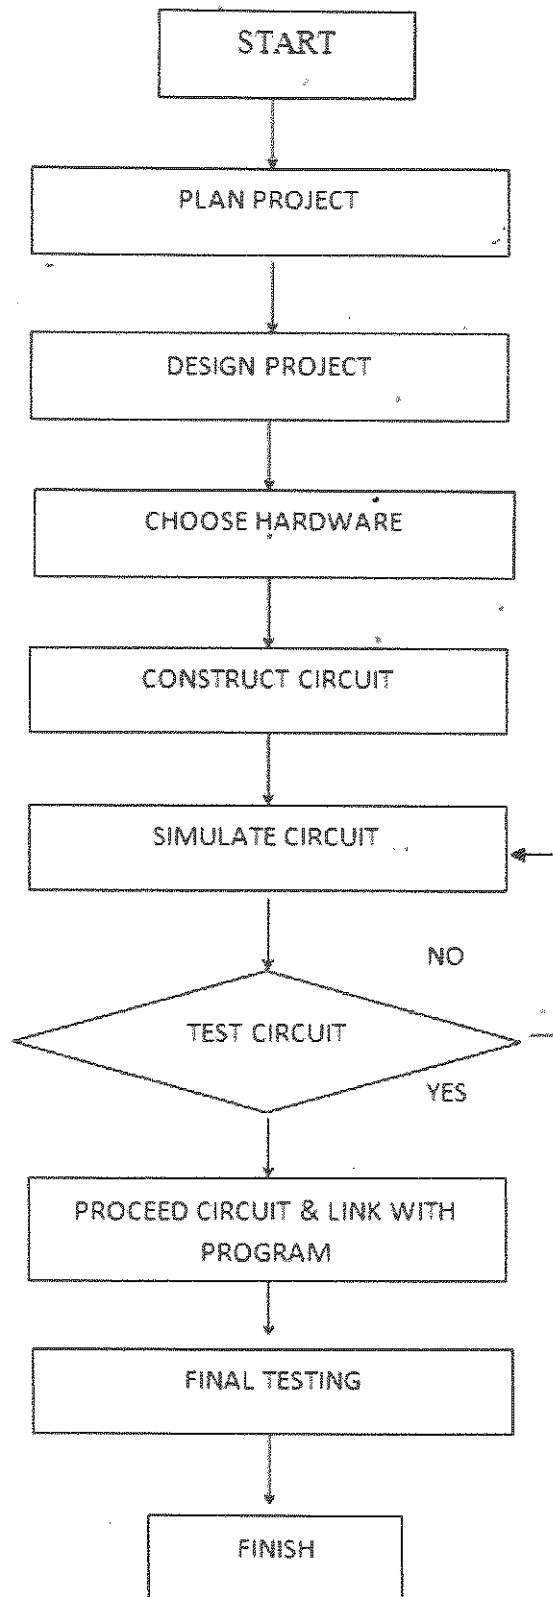 START
PLAN PROJECT
DESIGN PROJECT
CHOOSE HARDWARE
CONSTRUCT CIRCUIT
SIMULATE CIRCUIT
NO
TEST CIRCUIT
YES
PROCEED CIRCUIT & LINK WITH
PROGRAM
FINAL TESTING
FINISH